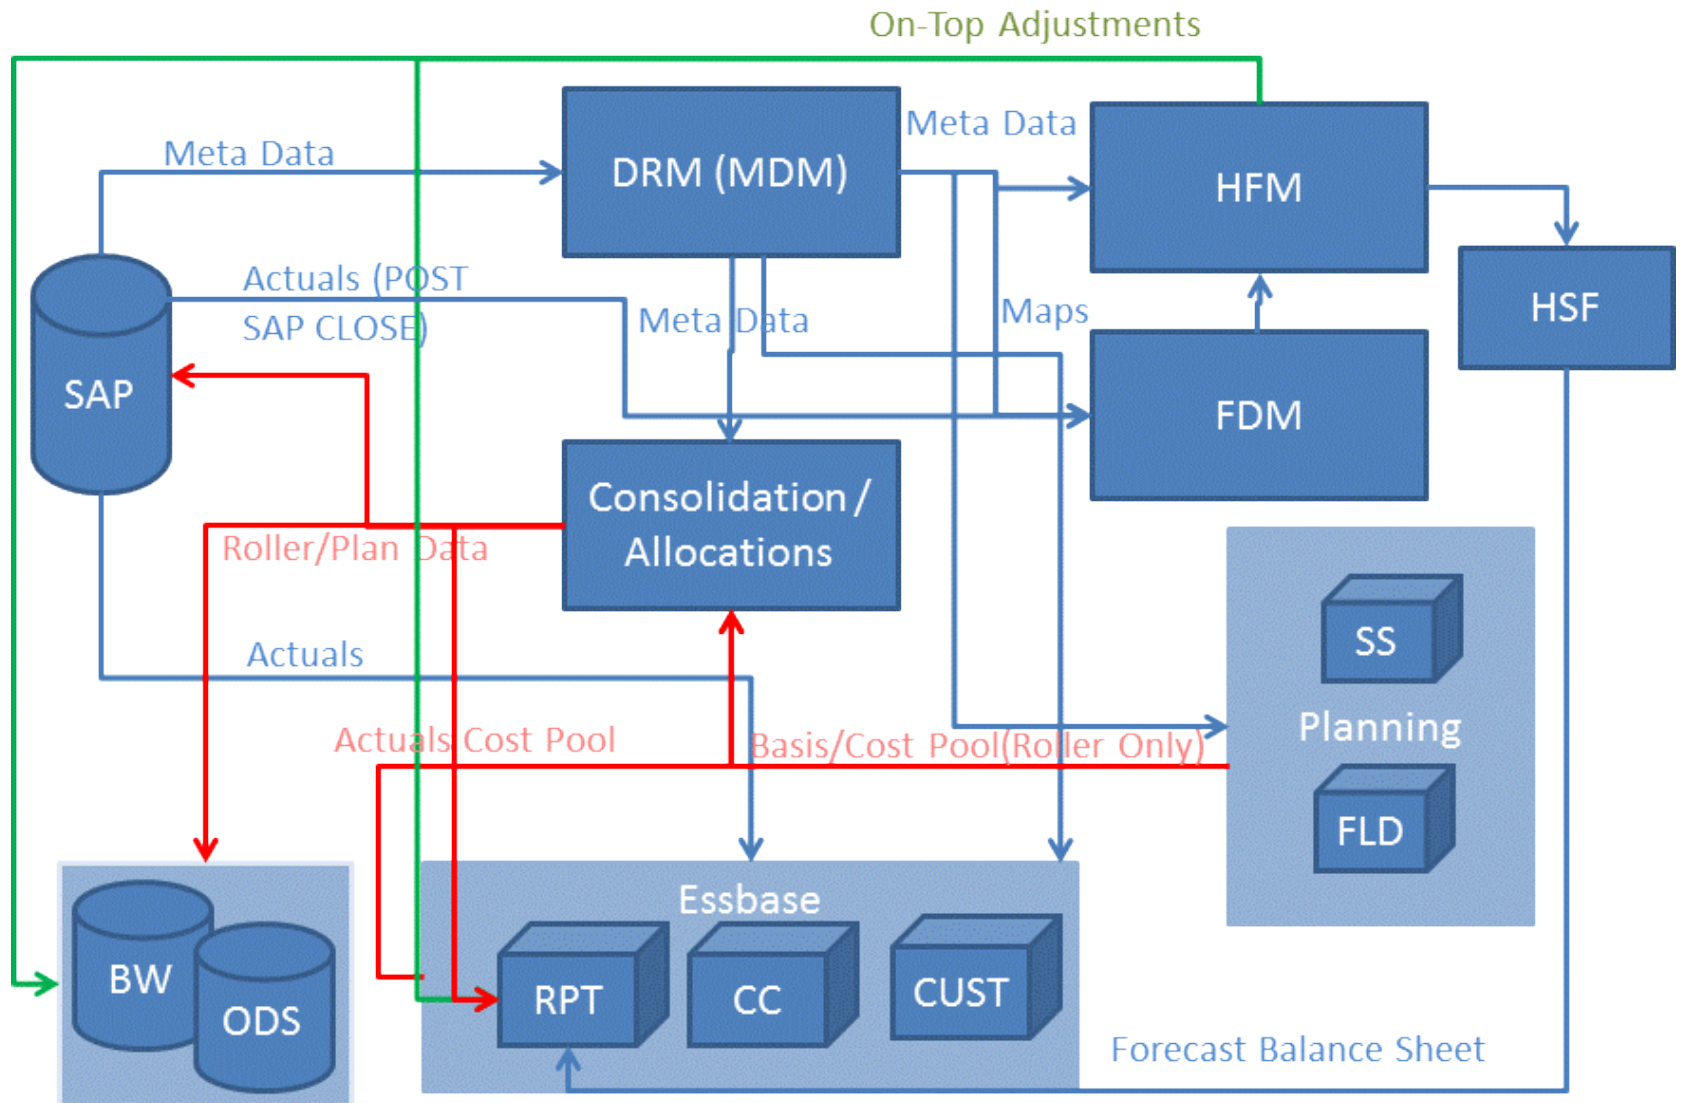 On-Top Adjustments
Meta Data
DRM (MDM)
Meta Data
HFM
Actuals (POST
SAP CLOSE)
Meta Data
Maps
HSF
SAP
FDM
Consolidation /
Allocations
Roller/Plan Data
SS
Actuals
Planning
Actuals Cost Pool
Basis/Cost Pool(Roller Only)
FLD
Essbase
BW
ODS
RPT
CC
CUST
Forecast Balance Sheet